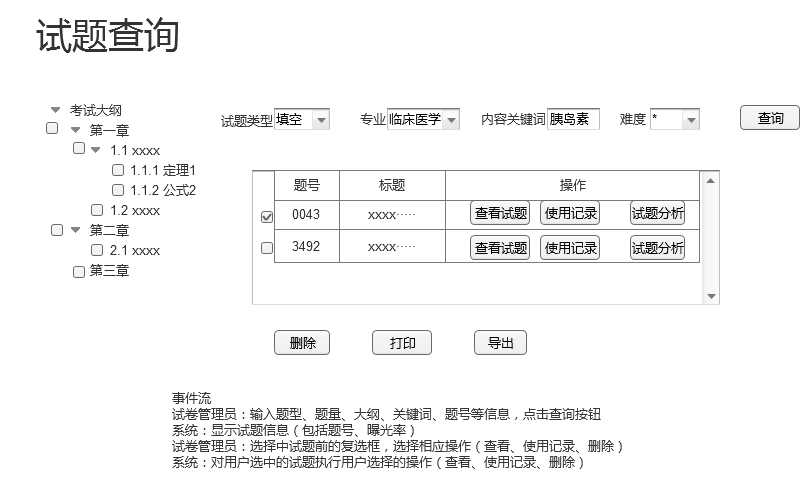 试题查询
考试大纲
第一章
1.1 xxxx
1.1.1 定理1
1.1.2 公式2
1.2 xxxx
第二章
2.1 xxxx
第三章
试题类型 填空 专业 临床医学 内容关键词 胰岛素 难度 * 查询
题号 标题 操作
0043 xxxx····· 查看试题 使用记录 试题分析
3492 xxxx····· 查看试题 使用记录 试题分析
删除 打印 导出
事件流
试卷管理员：输入题型、题量、大纲、关键词、题号等信息，点击查询按钮
系统：显示试题信息（包括题号、曝光率）
试卷管理员：选择中试题前的复选框，选择相应操作（查看、使用记录、删除）
系统：对用户选中的试题执行用户选择的操作（查看、使用记录、删除）